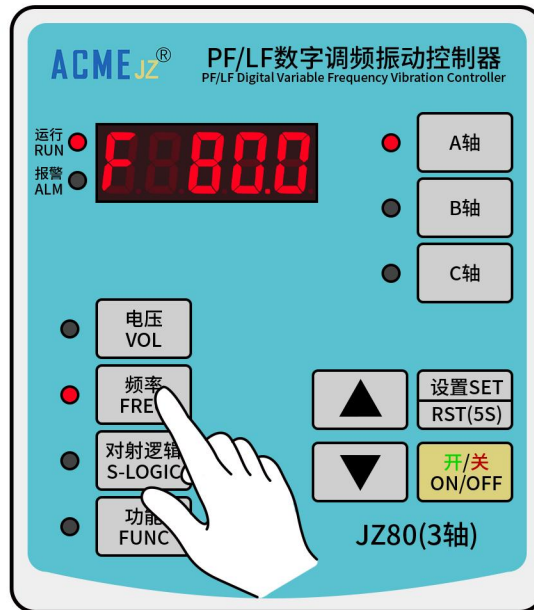 ACME JZ®
PF/LF数字调频振动控制器
PF/LF Digital Variable Frequency Vibration Controller
运行
RUN
报警
ALM
F 80.0
A轴
B轴
C轴
电压
VOL
频率
FRE
对射逻辑
S-LOGIC
功能
FUNC
设置SET
RST(5S)
开/关
ON/OFF
JZ80(3轴)